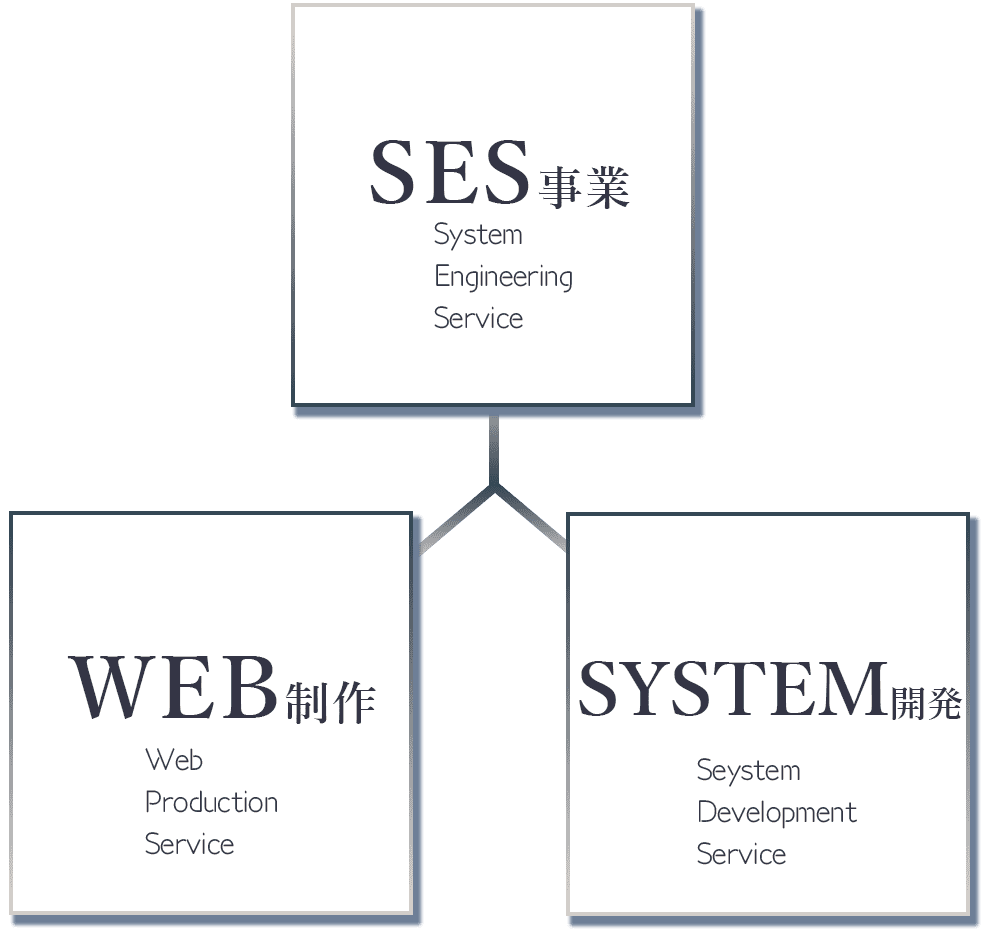 SES事業
System
Engineering
Service
WEB制作
Web
Production
Service
SYSTEM開発
Seystem
Development
Service